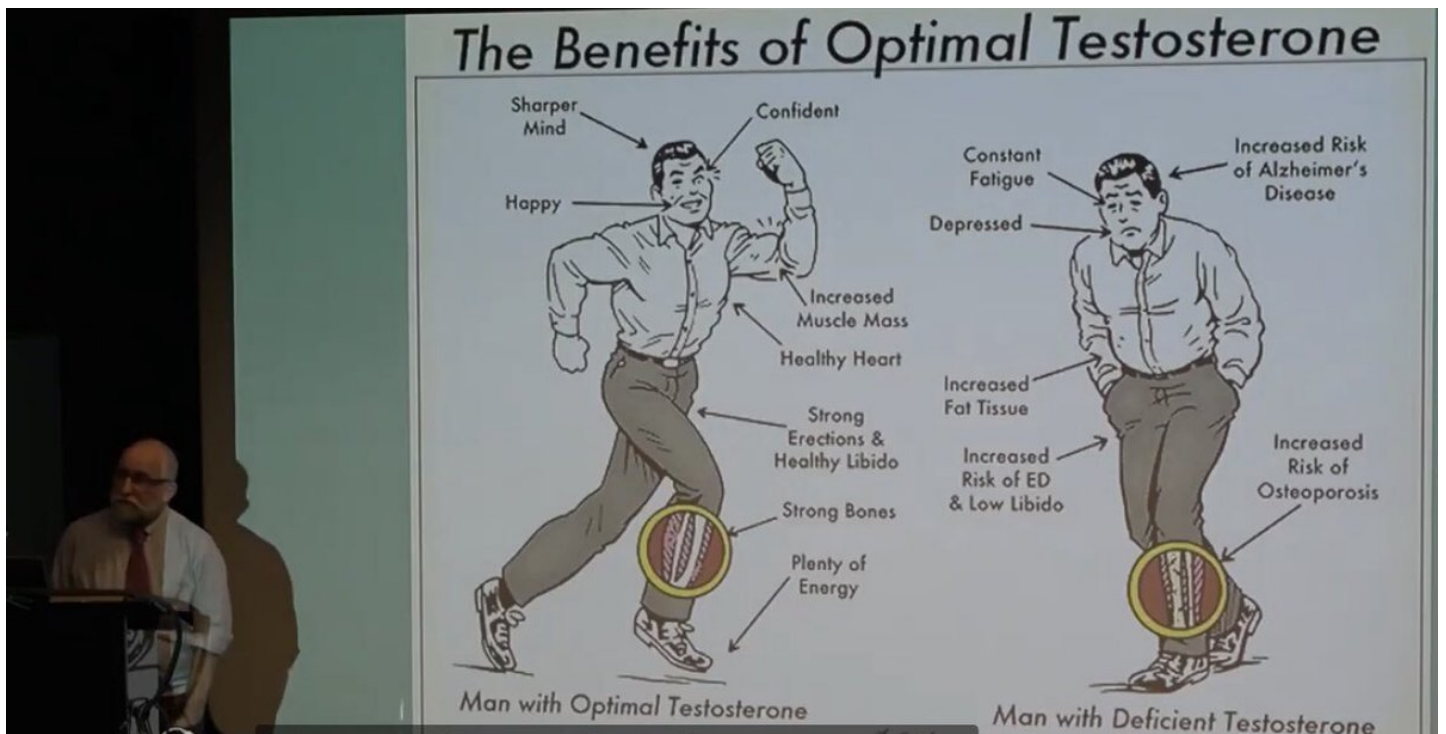 The Benefits of Optimal Testosterone
Sharper
Mind
Confident
Happy
Increased
Muscle Mass
Healthy Heart
Strong
Erections &
Healthy Libido
Strong Bones
Plenty of
Energy
Man with Optimal Testosterone
Constant
Fatigue
Increased Risk
of Alzheimer's
Disease
Depressed
Increased
Fat Tissue
Increased
Risk of ED
& Low Libido
Increased
Risk of
Osteoporosis
Man with Deficient Testosterone